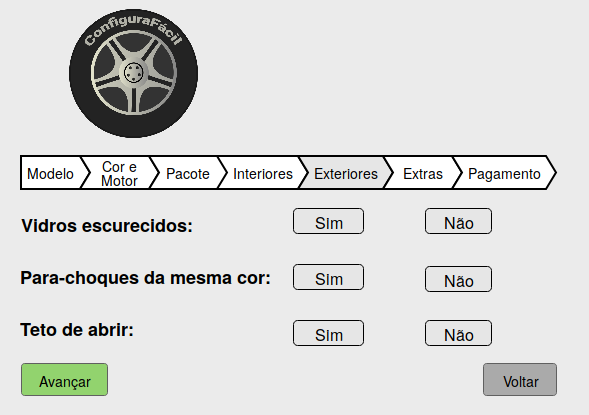 ConfiguraFácil
Modelo
Cor e
Motor
Pacote
Interiores
Exteriores
Extras
Pagamento
Vidros escurecidos:
SIm
Não
Para-choques da mesma cor:
SIm
Não
Teto de abrir:
SIm
Não
Avançar
Voltar